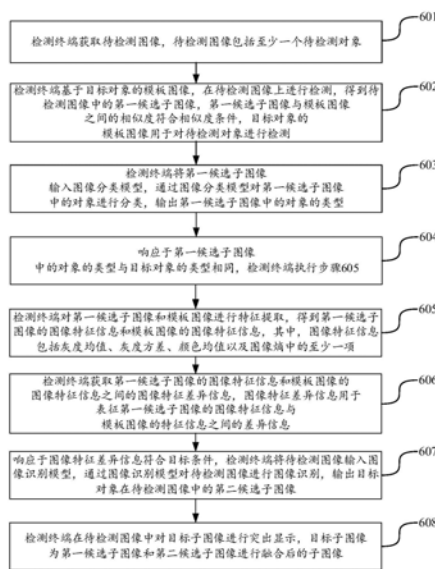 601
检测终端获取待检测图像，待检测图像包括至少一个待检测对象
602
检测终端基于目标对象的模板图像，在待检测图像上进行检测，得到待
检测图像中的第一候选子图像，第一候选子图像与模板图像
之间的相似度符合相似度条件，目标对象的
模板图像用于对待检测对象进行检测
603
检测终端将第一候选子图像
输入图像分类模型，通过图像分类模型对第一候选子图像
中的对象进行分类，输出第一候选子图像中的对象的类型
604
响应于第一候选子图像
中的对象的类型与目标对象的类型相同，检测终端执行步骤605
605
检测终端对第一候选子图像和模板图像进行特征提取，得到第一候选子
图像的图像特征信息和模板图像的图像特征信息，其中，图像特征信息
包括灰度均值、灰度方差、颜色均值以及图像熵中的至少一项
606
检测终端获取第一候选子图像的图像特征信息和模板图像的
图像特征信息之间的图像特征差异信息，图像特征差异信息用于
表征第一候选子图像的图像特征信息与
模板图像的特征信息之间的差异信息
607
响应于图像特征差异信息符合目标条件，检测终端将待检测图像输入图
像识别模型，通过图像识别模型对待检测图像进行图像识别，输出目标
对象在待检测图像中的第二候选子图像
608
检测终端在待检测图像中对目标子图像进行突出显示，目标子图像
为第一候选子图像和第二候选子图像进行融合后的子图像